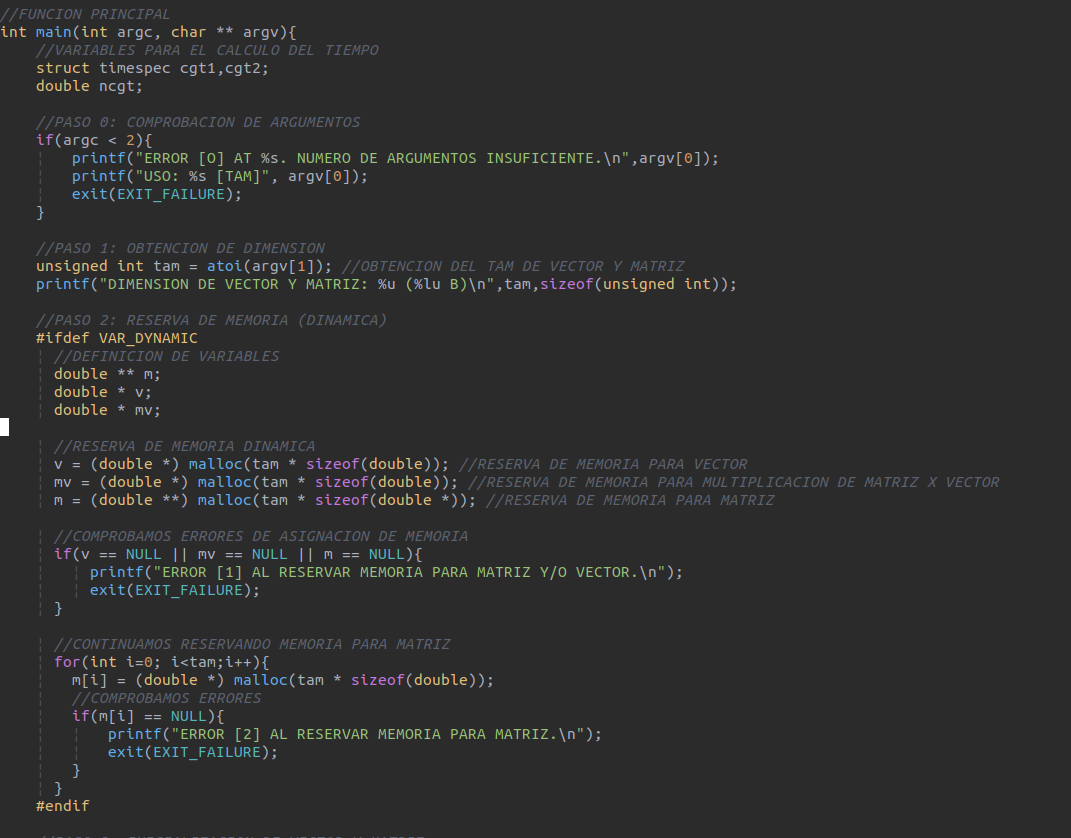 //FUNCION PRINCIPAL
int main(int argc, char ** argv){
    //VARIABLES PARA EL CALCULO DEL TIEMPO
    struct timespec cgt1,cgt2;
    double ncgt;

    //PASO 0: COMPROBACION DE ARGUMENTOS
    if(argc < 2){
        printf("ERROR [O] AT %s. NUMERO DE ARGUMENTOS INSUFICIENTE.\n",argv[0]);
        printf("USO: %s [TAM]", argv[0]);
        exit(EXIT_FAILURE);
    }

    //PASO 1: OBTENCION DE DIMENSION
    unsigned int tam = atoi(argv[1]); //OBTENCION DEL TAM DE VECTOR Y MATRIZ
    printf("DIMENSION DE VECTOR Y MATRIZ: %u (%lu B)\n",tam,sizeof(unsigned int));

    //PASO 2: RESERVA DE MEMORIA (DINAMICA)
    #ifdef VAR_DYNAMIC
      //DEFINICION DE VARIABLES
      double ** m;
      double * v;
      double * mv;

      //RESERVA DE MEMORIA DINAMICA
      v = (double *) malloc(tam * sizeof(double)); //RESERVA DE MEMORIA PARA VECTOR
      mv = (double *) malloc(tam * sizeof(double)); //RESERVA DE MEMORIA PARA MULTIPLICACION DE MATRIZ X VECTOR
      m = (double **) malloc(tam * sizeof(double *)); //RESERVA DE MEMORIA PARA MATRIZ

      //COMPROBAMOS ERRORES DE ASIGNACION DE MEMORIA
      if(v == NULL || mv == NULL || m == NULL){
          printf("ERROR [1] AL RESERVAR MEMORIA PARA MATRIZ Y/O VECTOR.\n");
          exit(EXIT_FAILURE);
      }

      //CONTINUAMOS RESERVANDO MEMORIA PARA MATRIZ
      for(int i=0; i<tam;i++){
        m[i] = (double *) malloc(tam * sizeof(double));
        //COMPROBAMOS ERRORES
        if(m[i] == NULL){
            printf("ERROR [2] AL RESERVAR MEMORIA PARA MATRIZ.\n");
            exit(EXIT_FAILURE);
        }
      }
    #endif